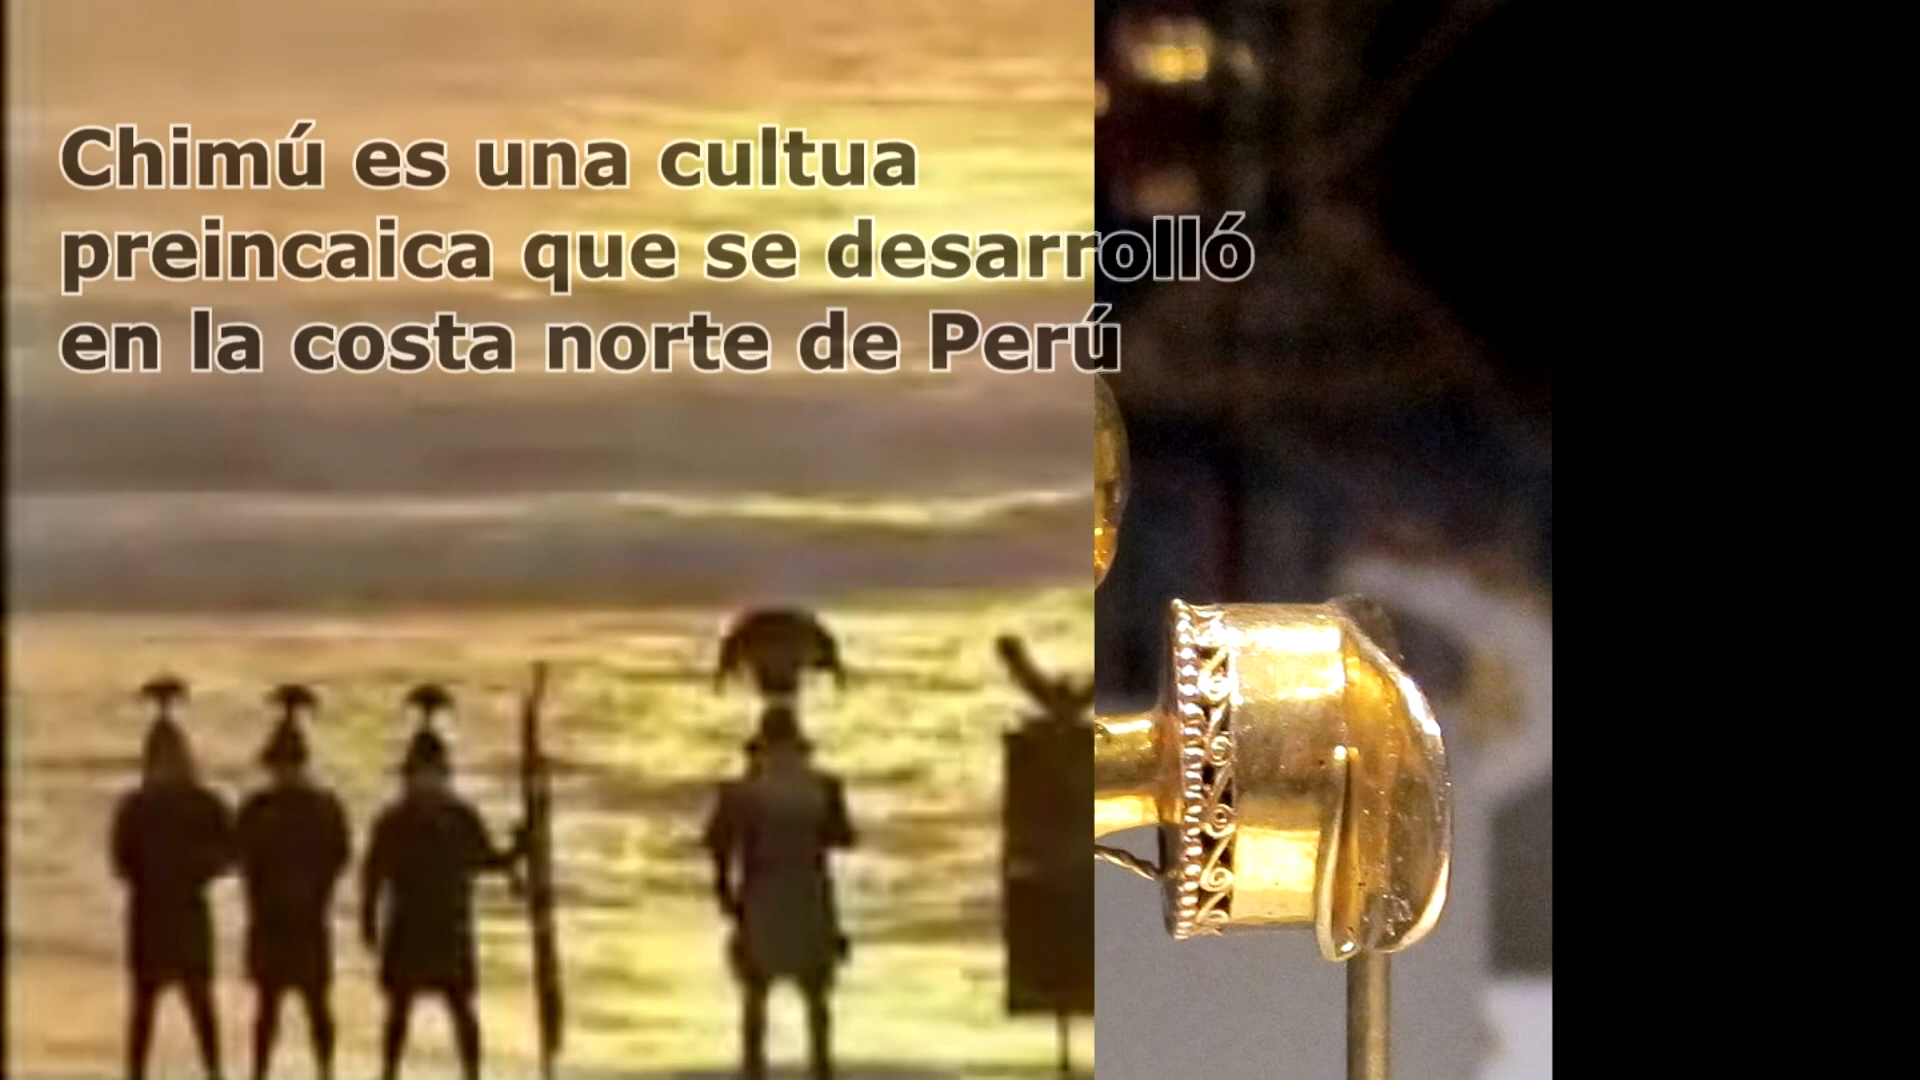 Chimú es una cultua
preincaica que se desarrolló
en la costa norte de Perú